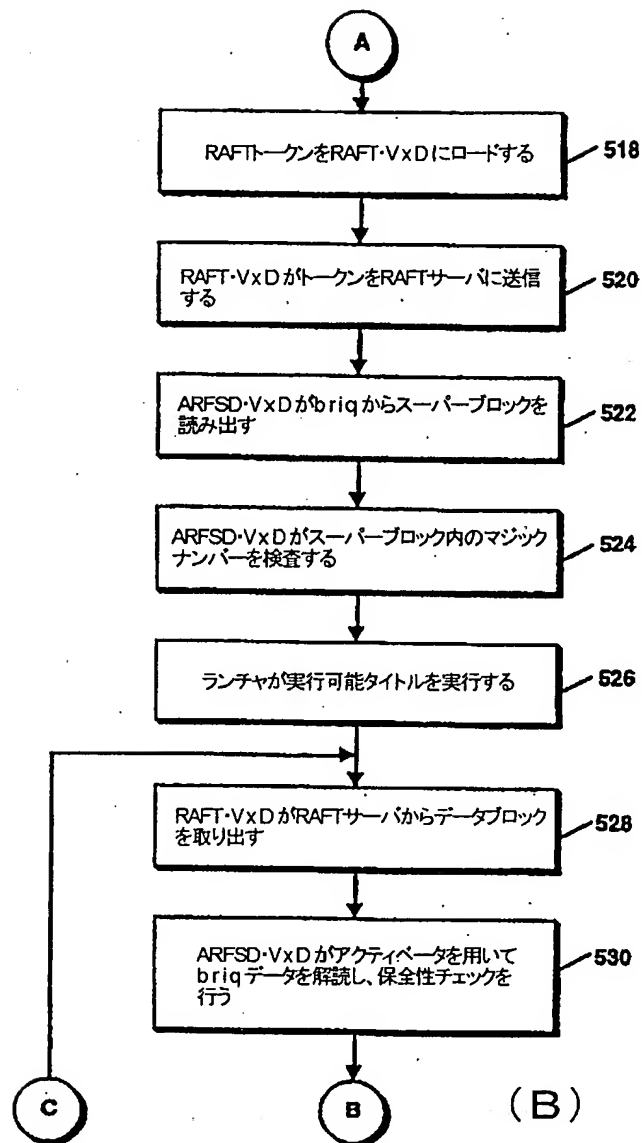 A
RAFTトークンをRAFT・VxDにロードする
518
RAFT・VxDがトークンをRAFTサーバに送信
する
520
ARFSD・VxDがbriqからスーパーブロックを
読み出す
522
ARFSD・VxDがスーパーブロック内のマジック
ナンバーを検査する
524
ランチャが実行可能タイトルを実行する
526
RAFT・VxDがRAFTサーバからデータブロック
を取り出す
528
ARFSD・VxDがアクティベータを用いて
briqデータを解読し、保全性チェックを
行う
530
C
B
(B)